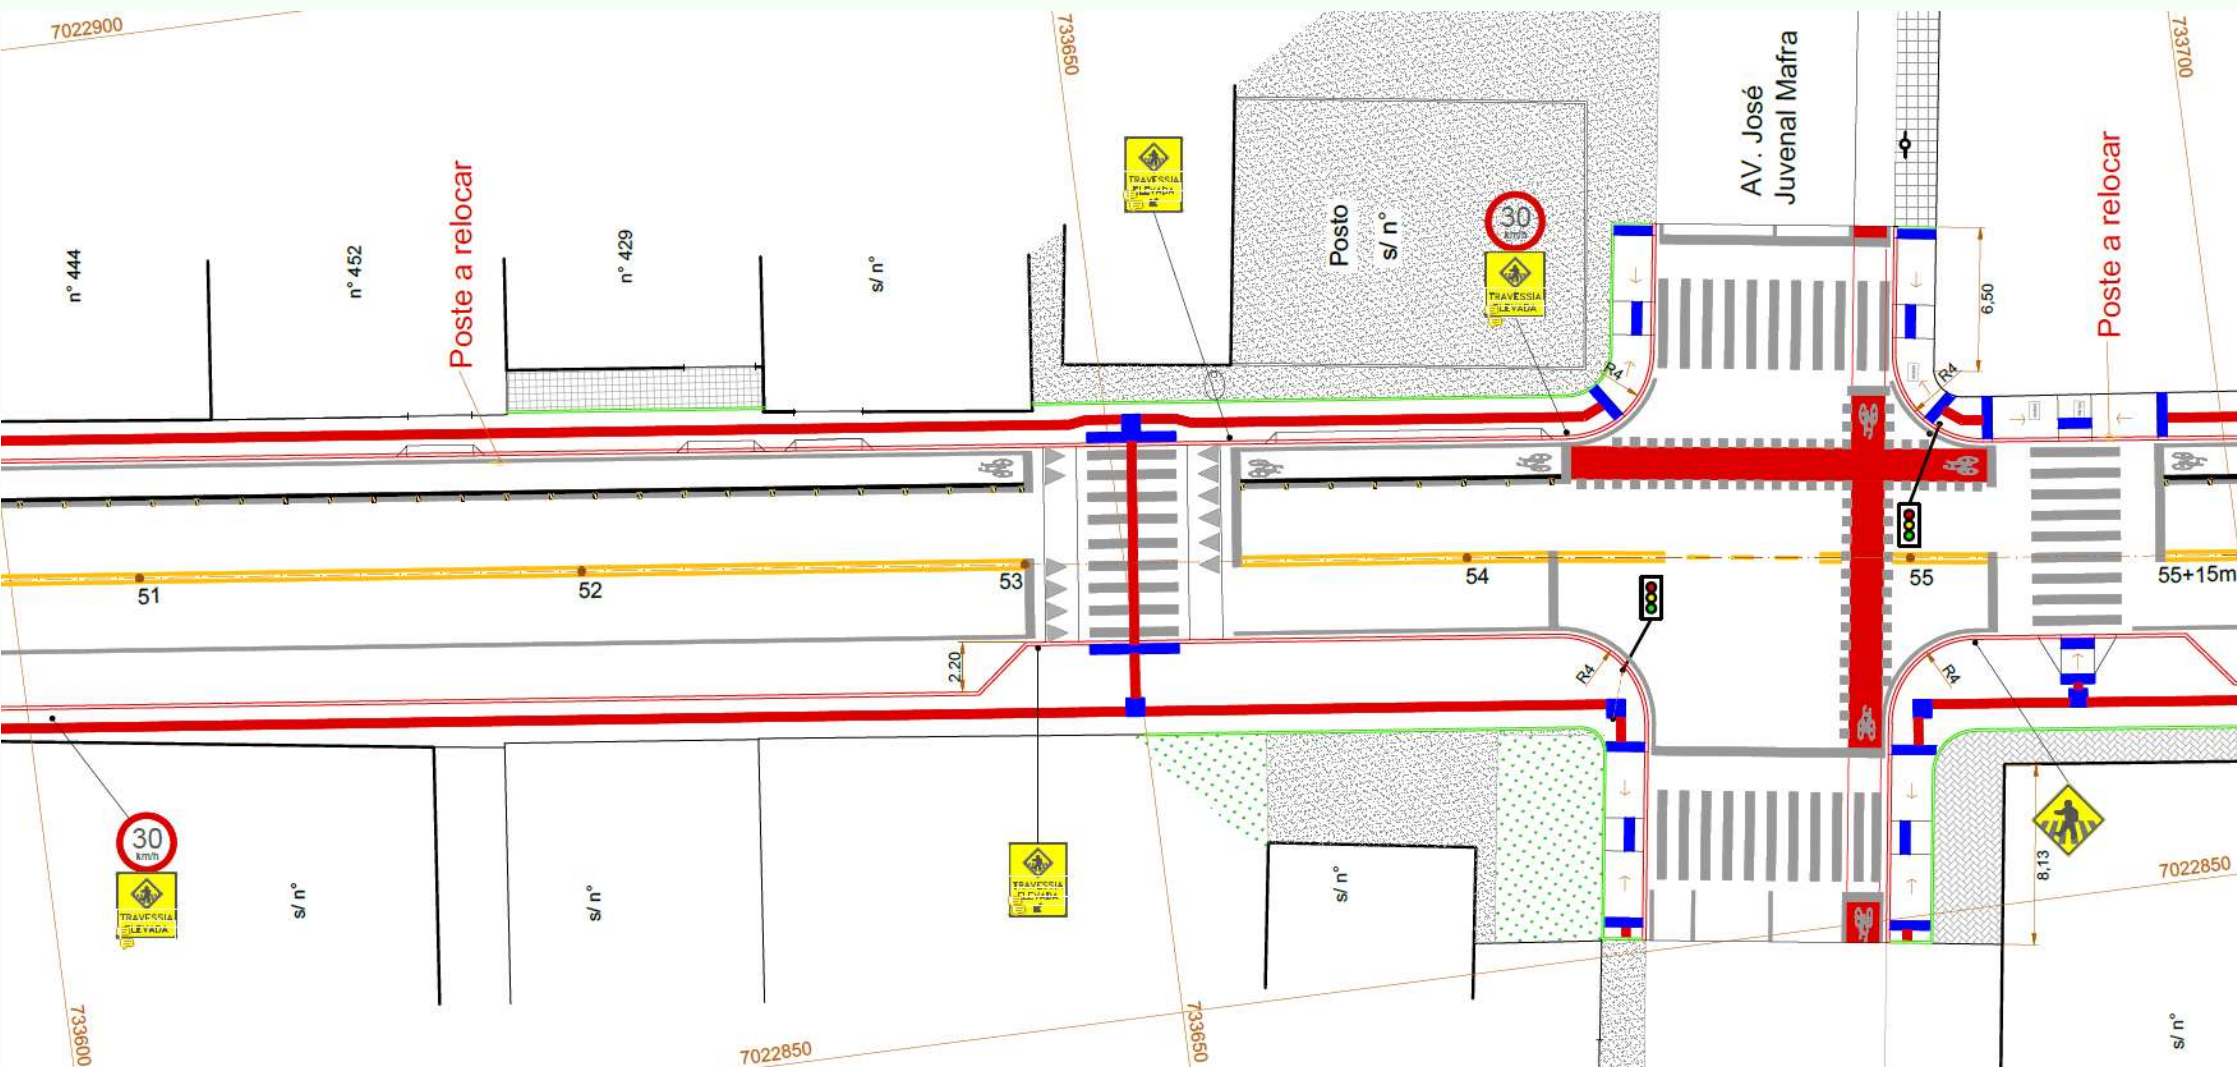 7022900
733650
733700
AV. José
Juvenal Mafra
Poste a relocar
Poste a relocar
n° 444
n° 452
n° 429
s/ n°
Posto
s/ n°
TRAVESSIA
ELEVADA
30
km/h
TRAVESSIA
ELEVADA
6,50
R4
R4
51
52
53
54
55
55+15m
2.20
R4
R4
30
km/h
TRAVESSIA
ELEVADA
TRAVESSIA
ELEVADA
s/ n°
s/ n°
s/ n°
8,13
7022850
733600
7022850
733650
s/ n°